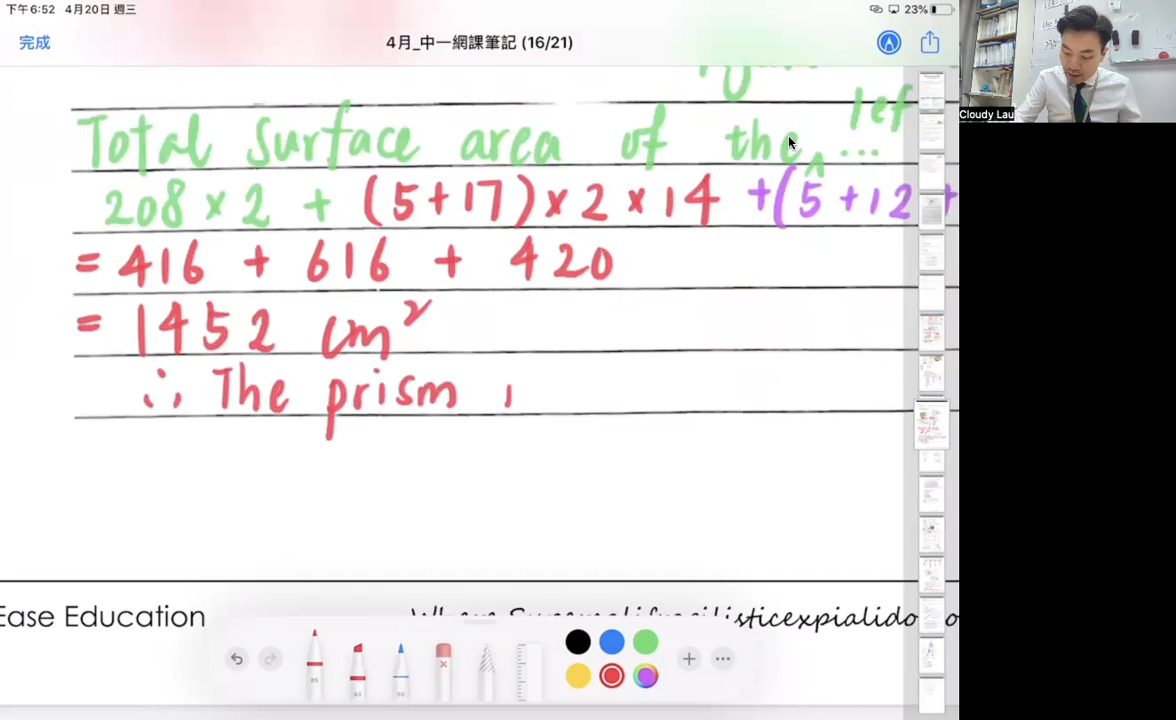 下午6:52 4月20日 週三
23%
完成
4月_中一網課筆記 (16/21)
Cloudy Lau
lef
Total surface area of the ^ ...
208 × 2 + (5+17) × 2 × 14 +(5 +12 +
= 416 + 616 + 420
= 1452 cm²
∴ The prism
Ease Education